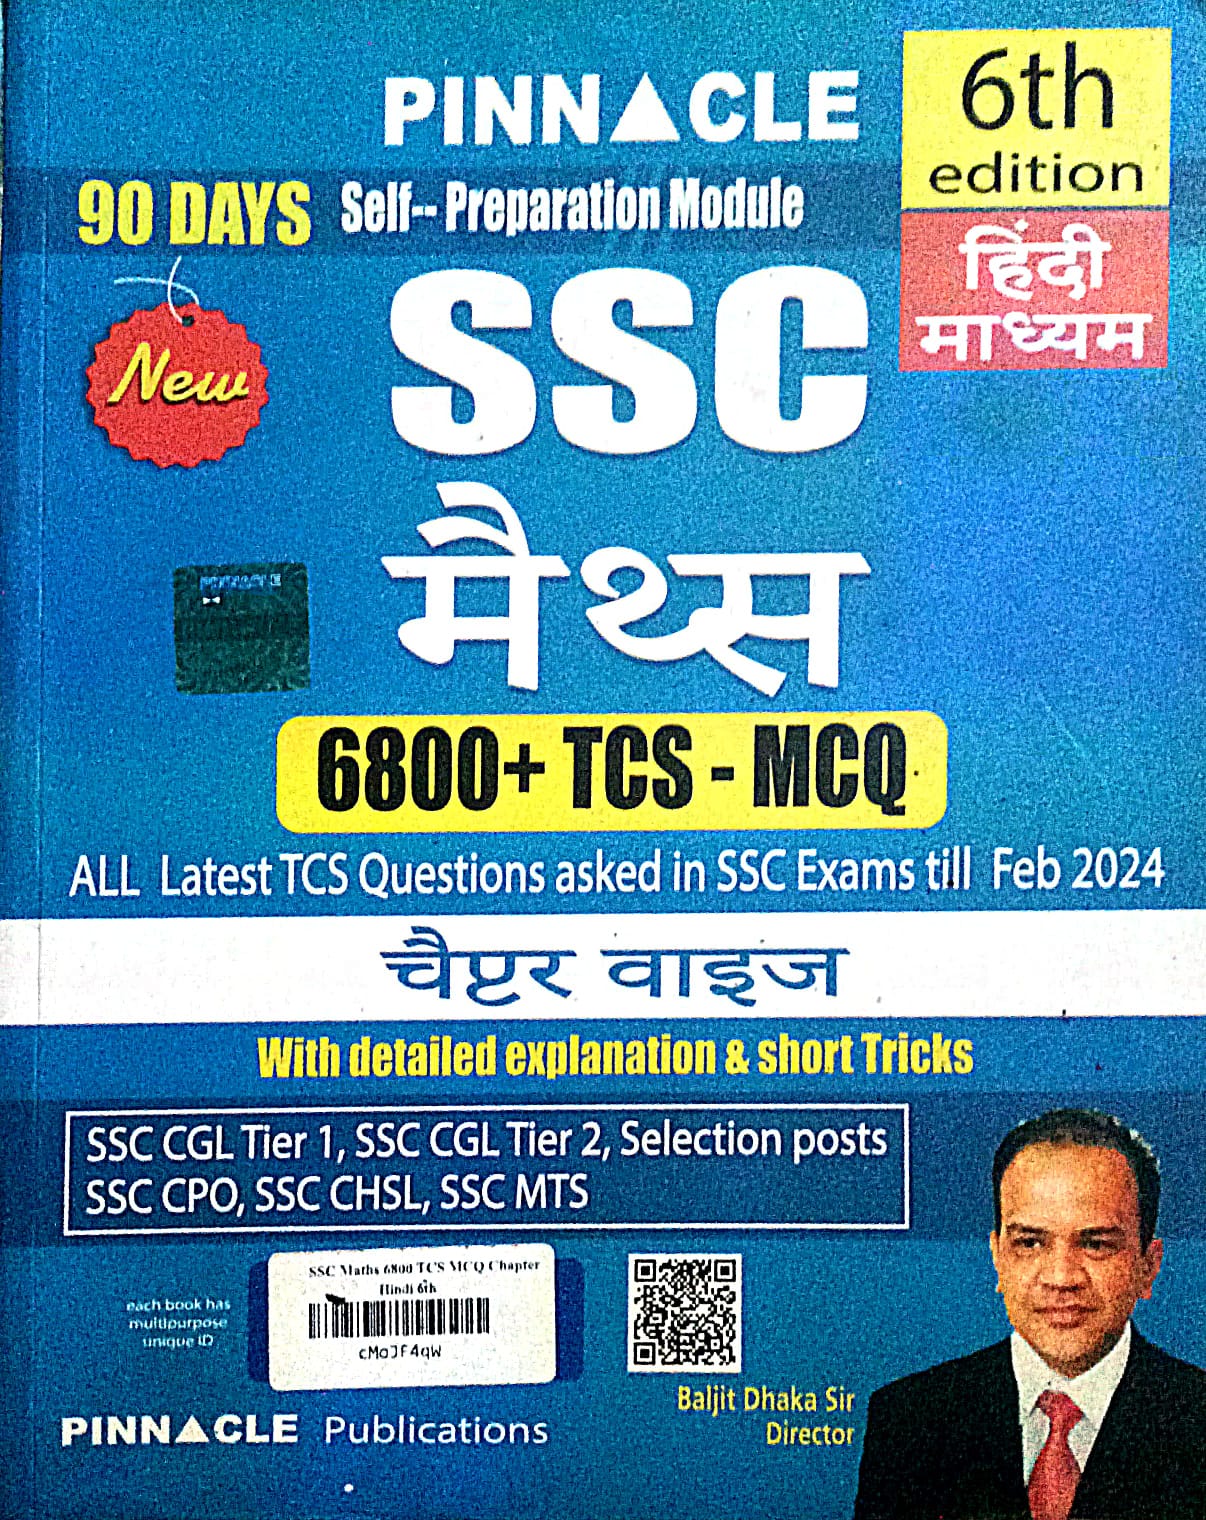 PINNACLE
6th
edition
90 DAYS Self-- Preparation Module
हिंदी
माध्यम
New
SSC
मैथ्स
PINNACLE
6800+ TCS - MCQ
ALL Latest TCS Questions asked in SSC Exams till Feb 2024
चैप्टर वाइज
With detailed explanation & short Tricks
SSC CGL Tier 1, SSC CGL Tier 2, Selection posts
SSC CPO, SSC CHSL, SSC MTS
each book has
multipurpose
unique ID
SSC Maths 6800 TCS MCQ Chapter
Hindi 6th
cMoJF4qW
Baljit Dhaka Sir
Director
PINNACLE Publications